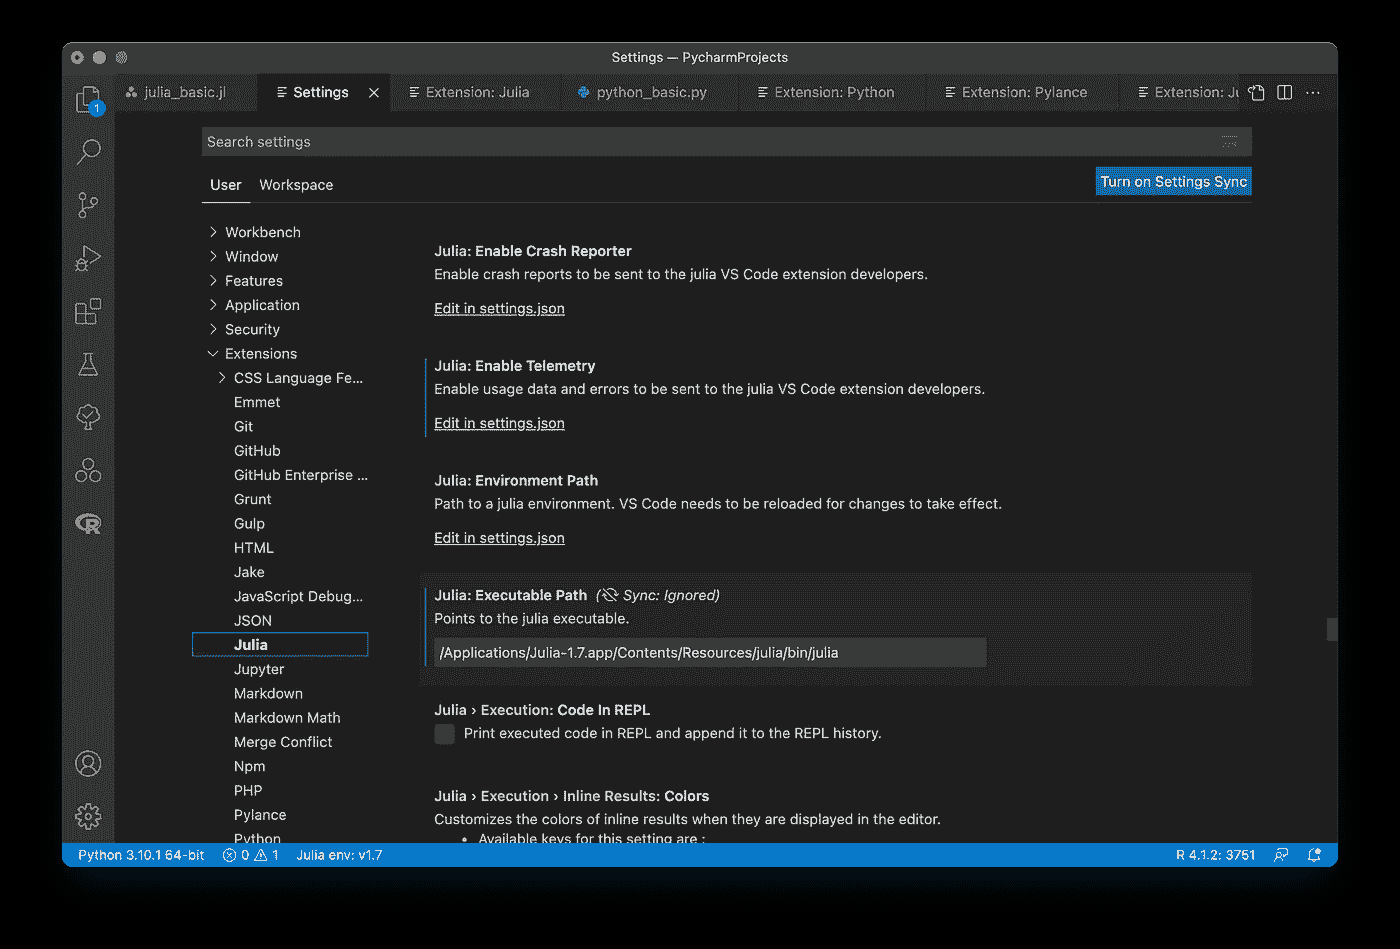 Settings — PycharmProjects
julia_basic.jl
Settings
Extension: Julia
python_basic.py
Extension: Python
Extension: Pylance
Extension: Ju
1
Search settings
User
Workspace
Turn on Settings Sync
Workbench
Window
Features
Application
Security
Extensions
CSS Language Fe...
Emmet
Git
GitHub
GitHub Enterprise ...
Grunt
Gulp
HTML
Jake
JavaScript Debug...
JSON
Julia
Jupyter
Markdown
Markdown Math
Merge Conflict
Npm
PHP
Pylance
Python
Julia: Enable Crash Reporter
Enable crash reports to be sent to the julia VS Code extension developers.
Edit in settings.json
Julia: Enable Telemetry
Enable usage data and errors to be sent to the julia VS Code extension developers.
Edit in settings.json
Julia: Environment Path
Path to a julia environment. VS Code needs to be reloaded for changes to take effect.
Edit in settings.json
Julia: Executable Path (Sync: Ignored)
Points to the julia executable.
/Applications/Julia-1.7.app/Contents/Resources/julia/bin/julia
Julia › Execution: Code In REPL
Print executed code in REPL and append it to the REPL history.
Julia › Execution › Inline Results: Colors
Customizes the colors of inline results when they are displayed in the editor.
• Available keys for this setting are :
R
Python 3.10.1 64-bit
0
1
Julia env: v1.7
R 4.1.2: 3751